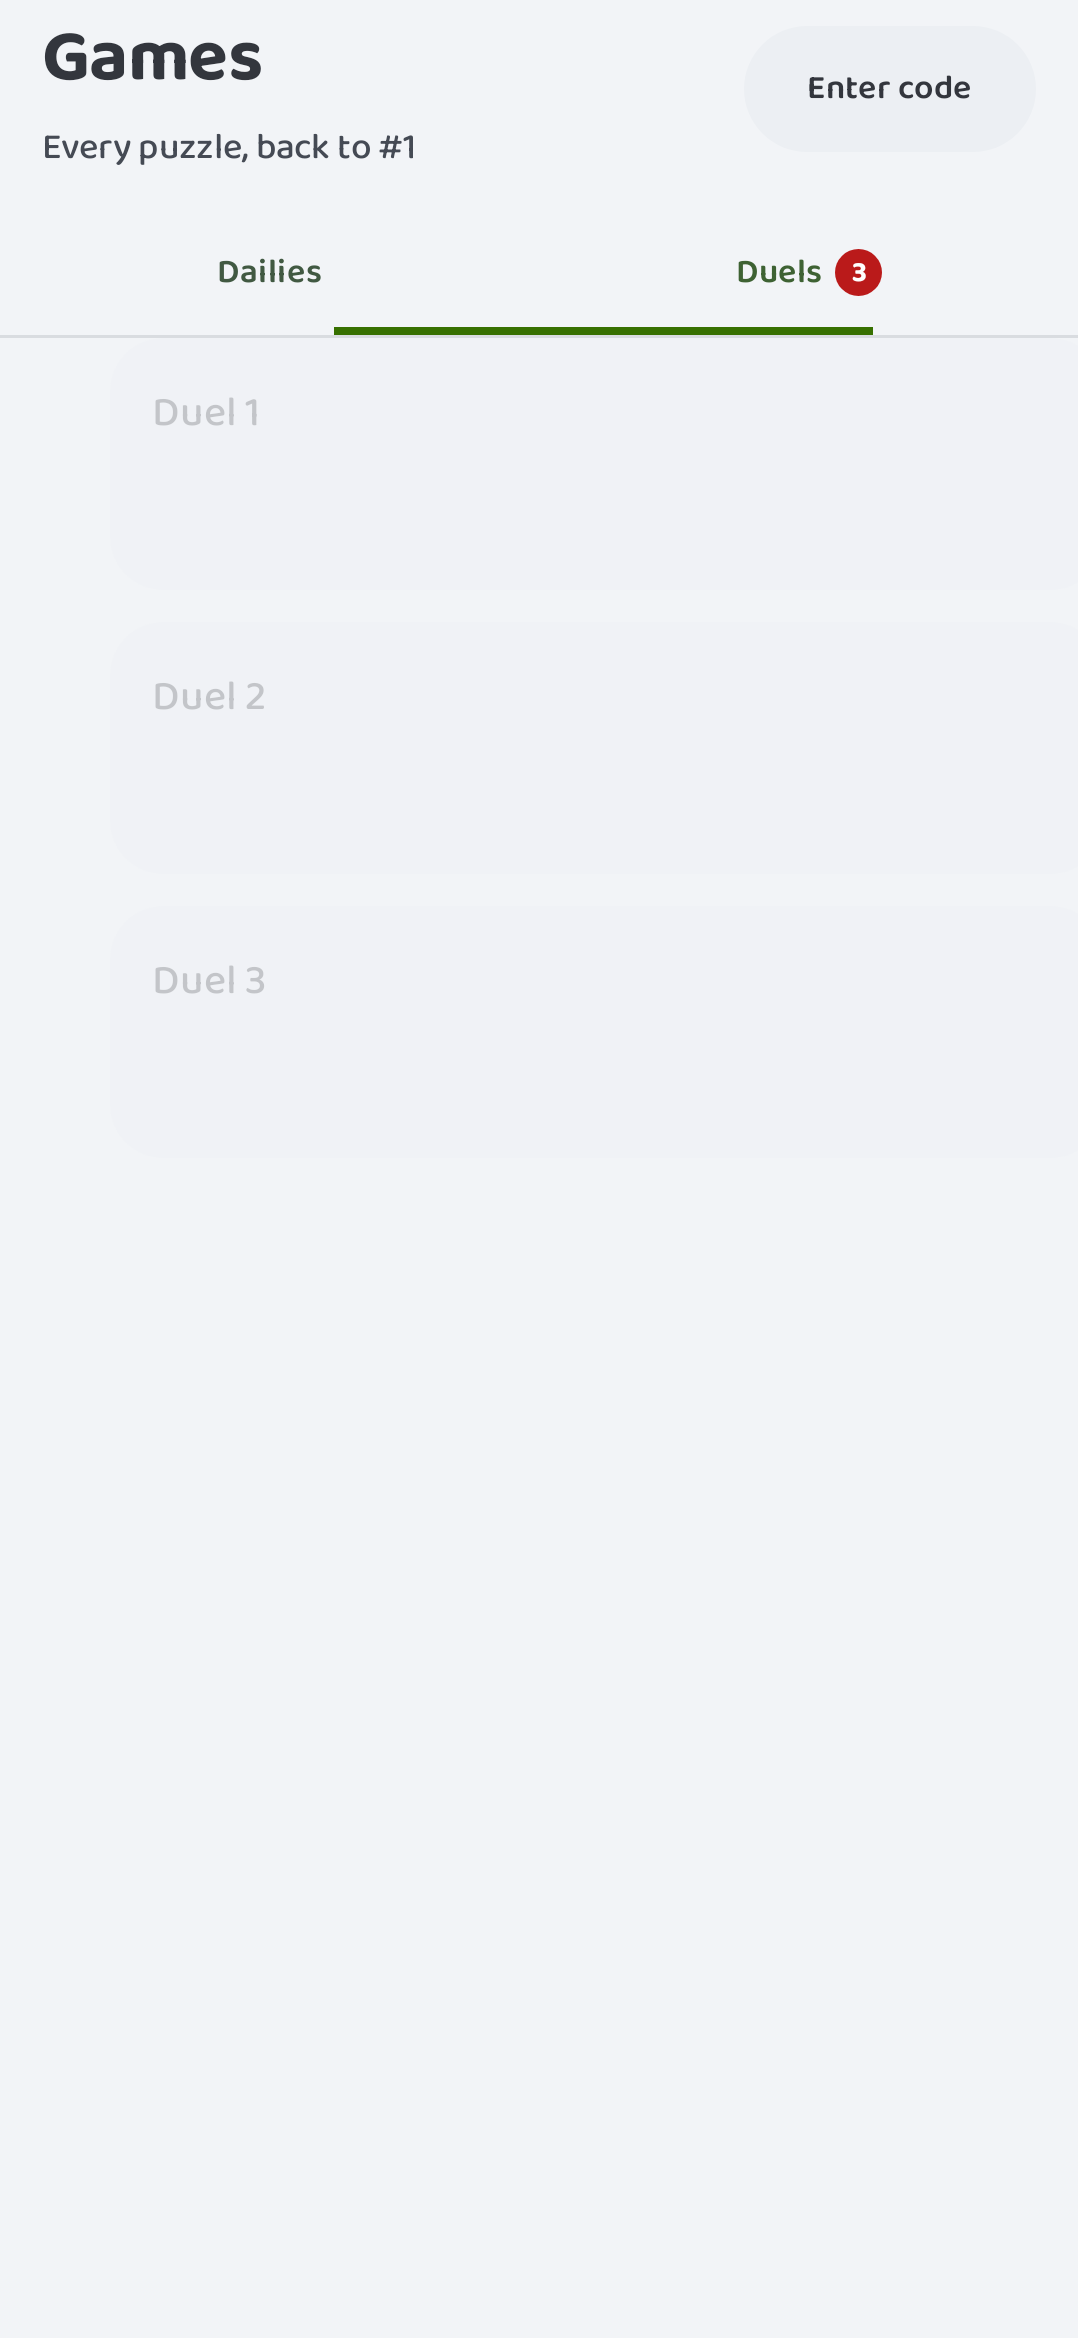 Games
Enter code
Every puzzle, back to #1
Dailies
Duels 3
Duel 1
Duel 2
Duel 3